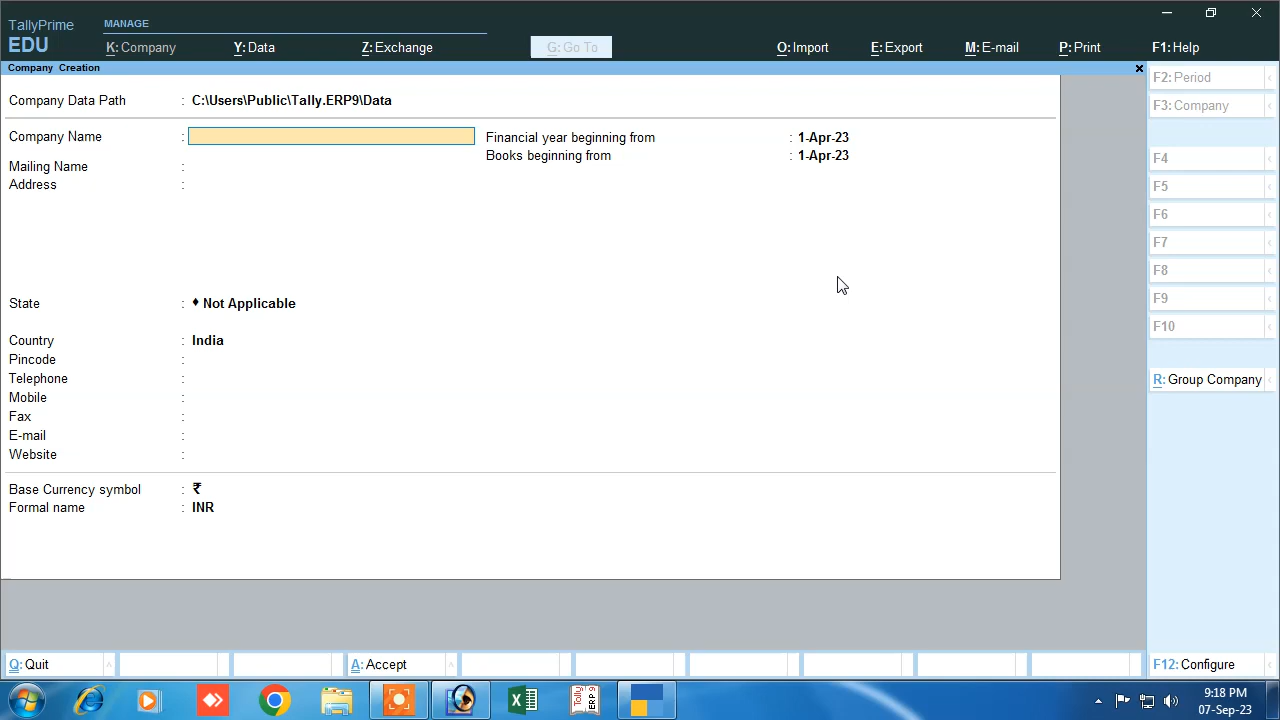 TallyPrime
EDU
MANAGE
K: Company
Y: Data
Z: Exchange
G: Go To
O: Import
E: Export
M: E-mail
P: Print
F1: Help
Company Creation
Company Data Path : C:\Users\Public\Tally.ERP9\Data
Company Name :
Financial year beginning from : 1-Apr-23
Books beginning from : 1-Apr-23
Mailing Name :
Address :
State : ♦ Not Applicable
Country : India
Pincode :
Telephone :
Mobile :
Fax :
E-mail :
Website :
Base Currency symbol : ₹
Formal name : INR
F2: Period
F3: Company
F4
F5
F6
F7
F8
F9
F10
R: Group Company
Q: Quit
A: Accept
F12: Configure
Tally
ERP 9
9:18 PM
07-Sep-23